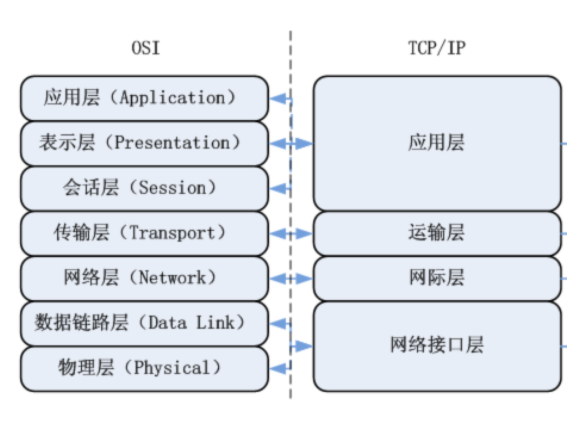 OSI
TCP/IP
应用层（Application）
表示层（Presentation）
会话层（Session）
传输层（Transport）
网络层（Network）
数据链路层（Data Link）
物理层（Physical）
应用层
运输层
网际层
网络接口层